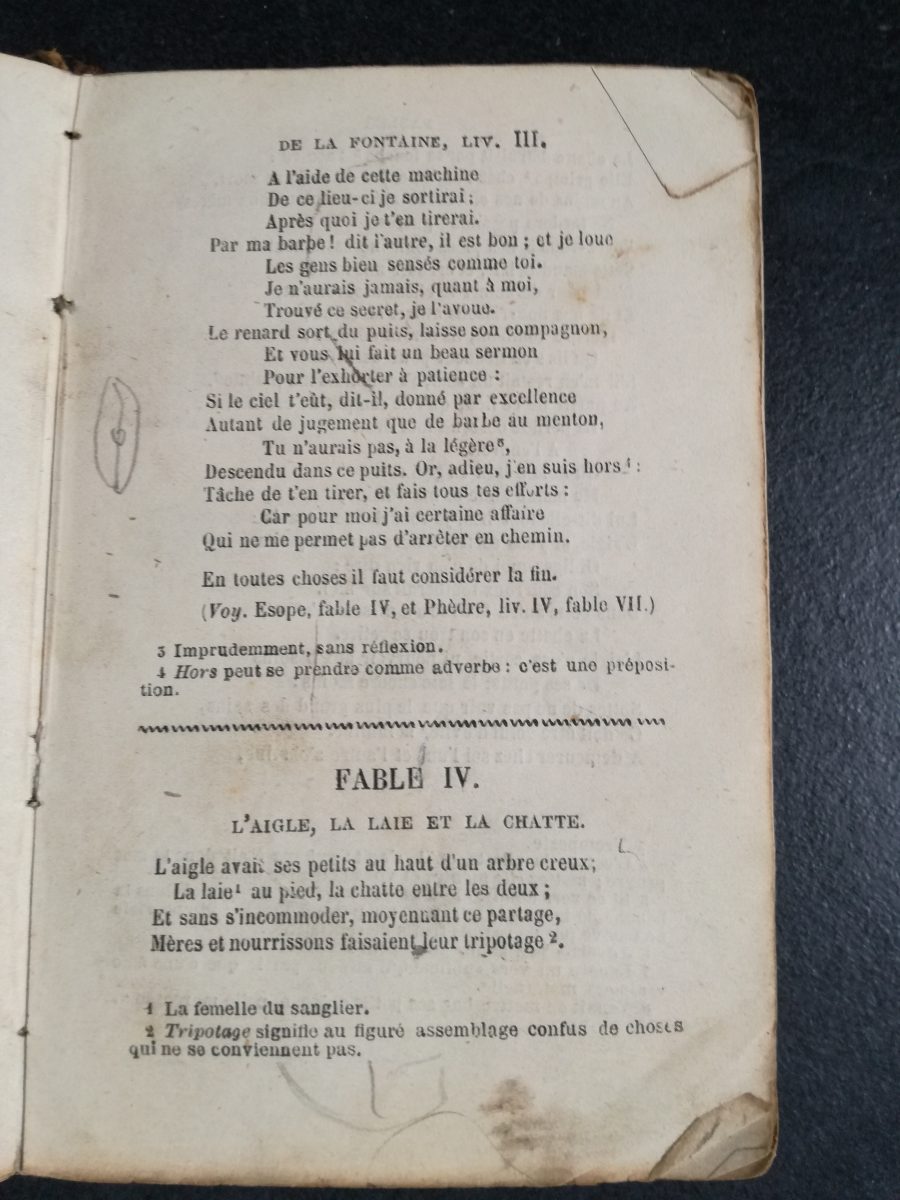 DE LA FONTAINE, LIV. III.
A l'aide de cette machine
De ce lieu-ci je sortirai;
Après quoi je t'en tirerai.
Par ma barbe! dit l'autre, il est bon; et je loue
Les gens bien sensés comme toi.
Je n'aurais jamais, quant à moi,
Trouvé ce secret, je l'avoue.
Le renard sort du puits, laisse son compagnon,
Et vous lui fait un beau sermon
Pour l'exhorter à patience:
Si le ciel t'eût, dit-il, donné par excellence
Autant de jugement que de barbe au menton,
Tu n'aurais pas, à la légère³,
Descendu dans ce puits. Or, adieu, j'en suis hors⁴:
Tâche de t'en tirer, et fais tous tes efforts:
Car pour moi j'ai certaine affaire
Qui ne me permet pas d'arrêter en chemin.
En toutes choses il faut considérer la fin.
(Voy. Esope, fable IV, et Phèdre, liv. IV, fable VII.)
3 Imprudemment, sans réflexion.
4 Hors peut se prendre comme adverbe: c'est une préposi-
tion.
FABLE IV.
L'AIGLE, LA LAIE ET LA CHATTE.
L'aigle avait ses petits au haut d'un arbre creux;
La laie¹ au pied, la chatte entre les deux;
Et sans s'incommoder, moyennant ce partage,
Mères et nourrissons faisaient leur tripotage².
1 La femelle du sanglier.
2 Tripotage signifie au figuré assemblage confus de choses
qui ne se conviennent pas.